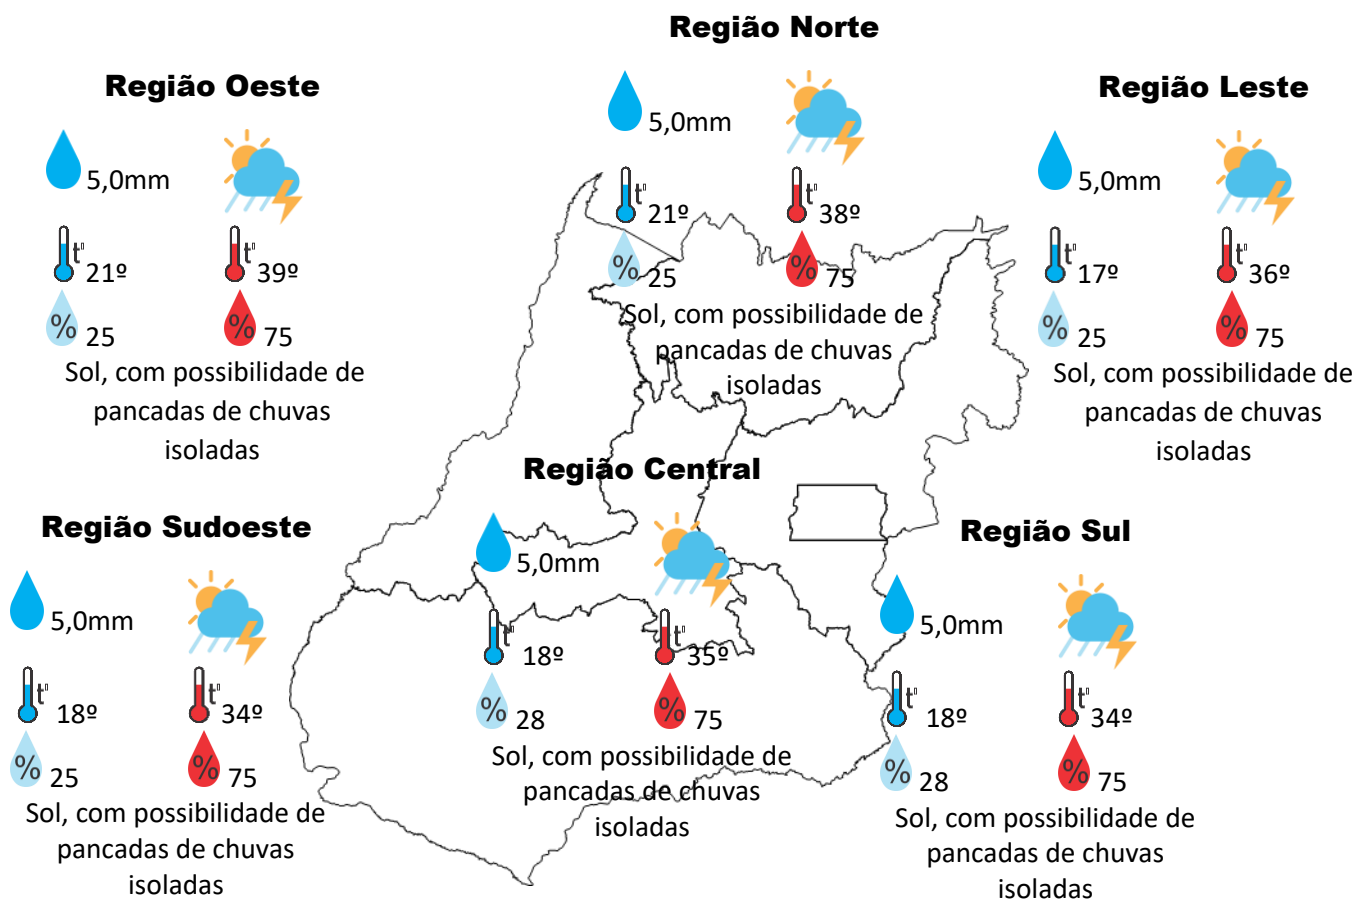 Região Norte
5,0mm
t°
21º
38º
% 25
% 75
Sol, com possibilidade de
pancadas de chuvas
isoladas
Região Oeste
5,0mm
t°
21º
t°
39º
% 25
% 75
Sol, com possibilidade de
pancadas de chuvas
isoladas
Região Leste
5,0mm
t°
17º
t°
36º
% 25
% 75
Sol, com possibilidade de
pancadas de chuvas
isoladas
Região Central
5,0mm
t°
18º
t°
35º
% 28
% 75
Sol, com possibilidade de
pancadas de chuvas
isoladas
Região Sudoeste
5,0mm
t°
18º
t°
34º
% 25
% 75
Sol, com possibilidade de
pancadas de chuvas
isoladas
Região Sul
5,0mm
t°
18º
t°
34º
% 28
% 75
Sol, com possibilidade de
pancadas de chuvas
isoladas